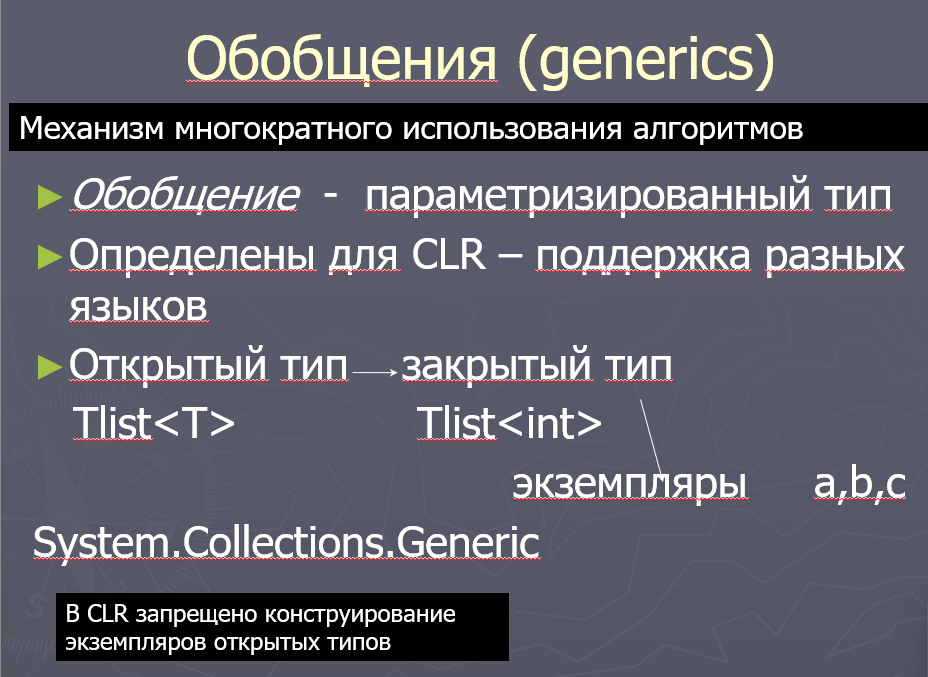 Обобщения (generics)
Механизм многократного использования алгоритмов
Обобщение - параметризированный тип
Определены для CLR – поддержка разных
языков
Открытый тип закрытый тип
Tlist<T> Tlist<int>
экземпляры a,b,c
System.Collections.Generic
В CLR запрещено конструирование
экземпляров открытых типов